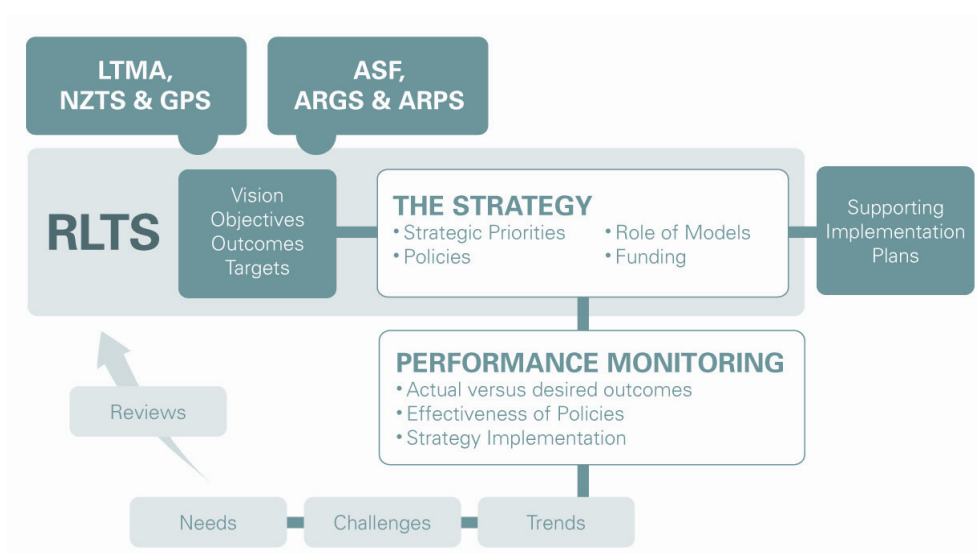 LTMA,
NZTS & GPS
ASF,
ARGS & ARPS
RLTS
Vision
Objectives
Outcomes
Targets
THE STRATEGY
• Strategic Priorities
• Policies
• Role of Models
• Funding
Supporting
Implementation
Plans
PERFORMANCE MONITORING
• Actual versus desired outcomes
• Effectiveness of Policies
• Strategy Implementation
Reviews
Needs
Challenges
Trends